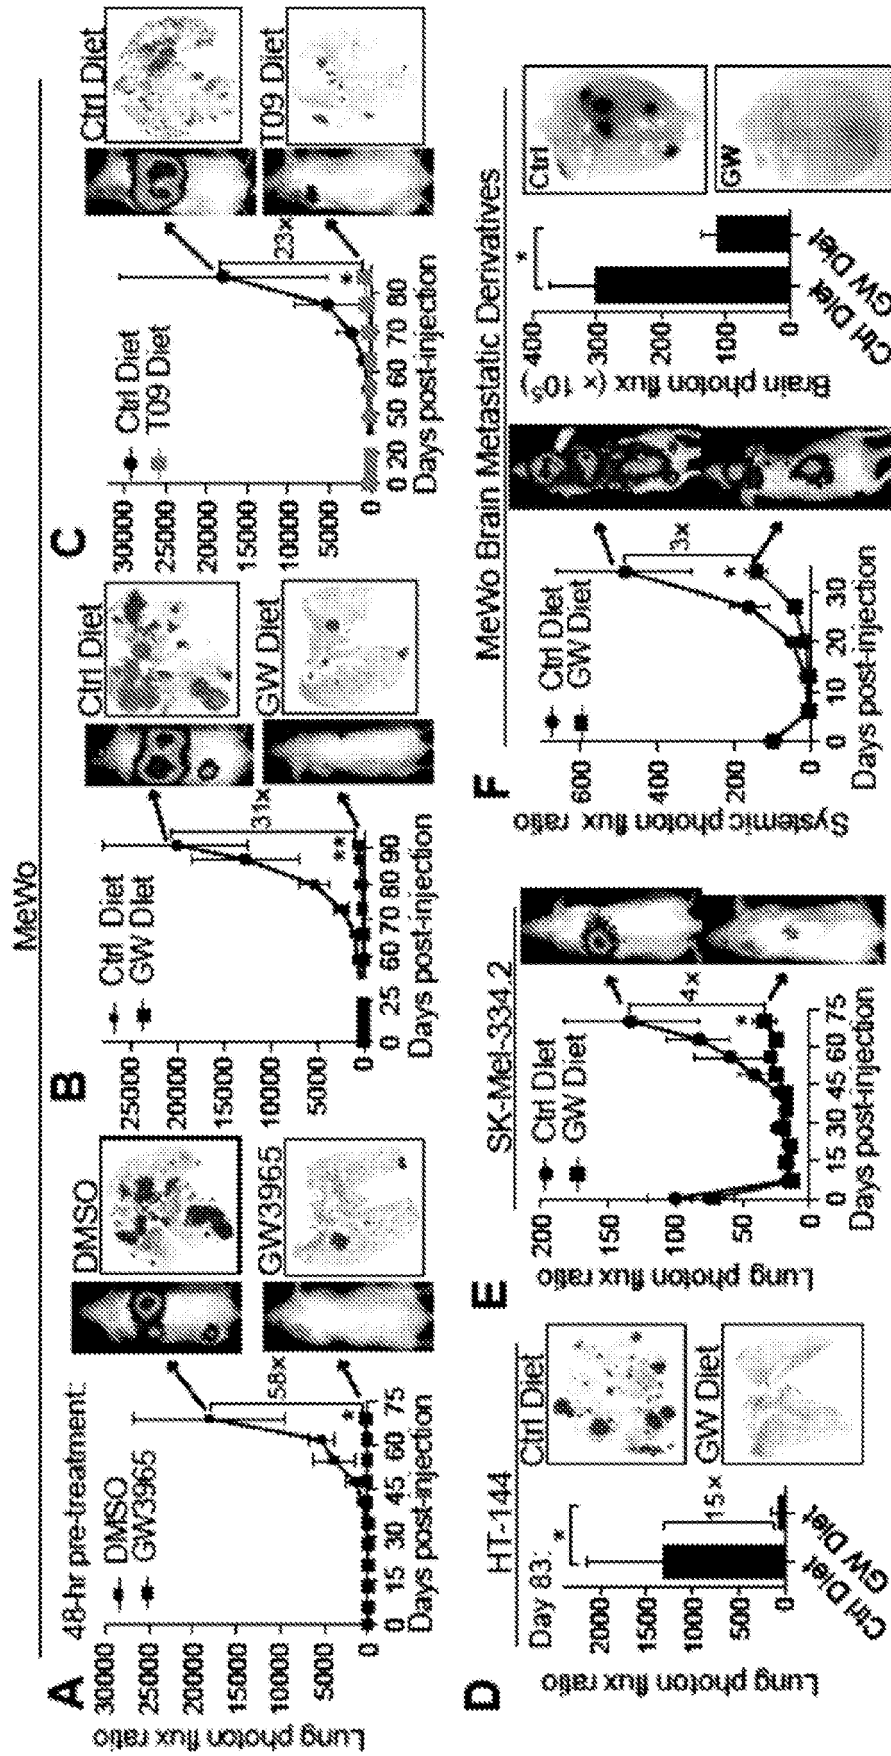 MeWo
A
48-hr pre-treatment:
DMSO
GW3965
Lung photon flux ratio
30000
25000
20000
15000
10000
5000
0
0 15 30 45 60 75
Days post-injection
58x
*
DMSO
GW3965
B
Ctrl Diet
GW Diet
25000
20000
15000
10000
5000
0
0 25 60 70 80 90
Days post-injection
31x
**
Ctrl Diet
GW Diet
C
Ctrl Diet
T09 Diet
30000
25000
20000
15000
10000
5000
0
0 20 50 60 70 80
Days post-injection
23x
*
Ctrl Diet
T09 Diet
D
HT-144
Day 83:
Lung photon flux ratio
2000
1500
1000
500
0
*
15x
Ctrl Diet
GW Diet
Ctrl Diet
GW Diet
E
SK-Mel-334.2
Ctrl Diet
GW Diet
Lung photon flux ratio
200
150
100
50
0
0 15 30 45 60 75
Days post-injection
4x
*
F
MeWo Brain Metastatic Derivatives
Ctrl Diet
GW Diet
Systemic photon flux ratio
600
400
200
0
0 10 20 30
Days post-injection
3x
*
Brain photon flux (× 10⁵)
400
300
200
100
0
*
Ctrl Diet
GW Diet
Ctrl
GW